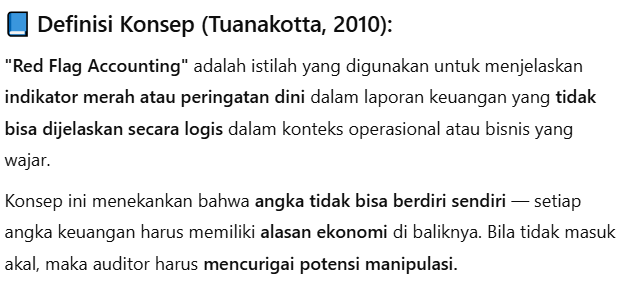 📘 Definisi Konsep (Tuanakotta, 2010):
"Red Flag Accounting" adalah istilah yang digunakan untuk menjelaskan
indikator merah atau peringatan dini dalam laporan keuangan yang tidak
bisa dijelaskan secara logis dalam konteks operasional atau bisnis yang
wajar.
Konsep ini menekankan bahwa angka tidak bisa berdiri sendiri — setiap
angka keuangan harus memiliki alasan ekonomi di baliknya. Bila tidak masuk
akal, maka auditor harus mencurigai potensi manipulasi.